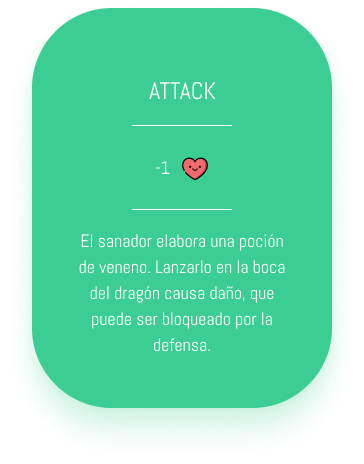 ATTACK
-1
El sanador elabora una poción
de veneno. Lanzarlo en la boca
del dragón causa daño, que
puede ser bloqueado por la
defensa.